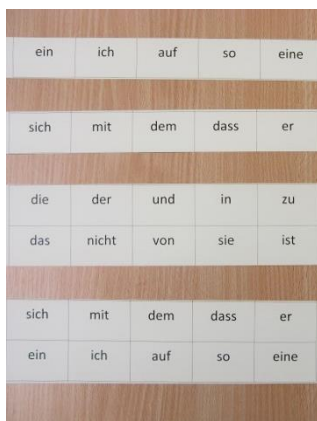 ein ich auf so eine
sich mit dem dass er
die der und in zu
das nicht von sie ist
sich mit dem dass er
ein ich auf so eine